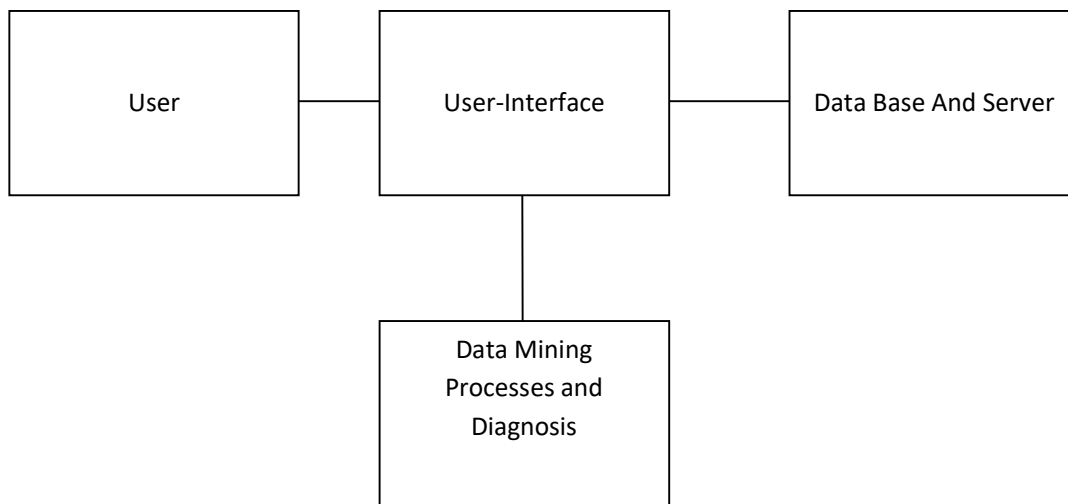 User
User-Interface
Data Base And Server
Data Mining
Processes and
Diagnosis